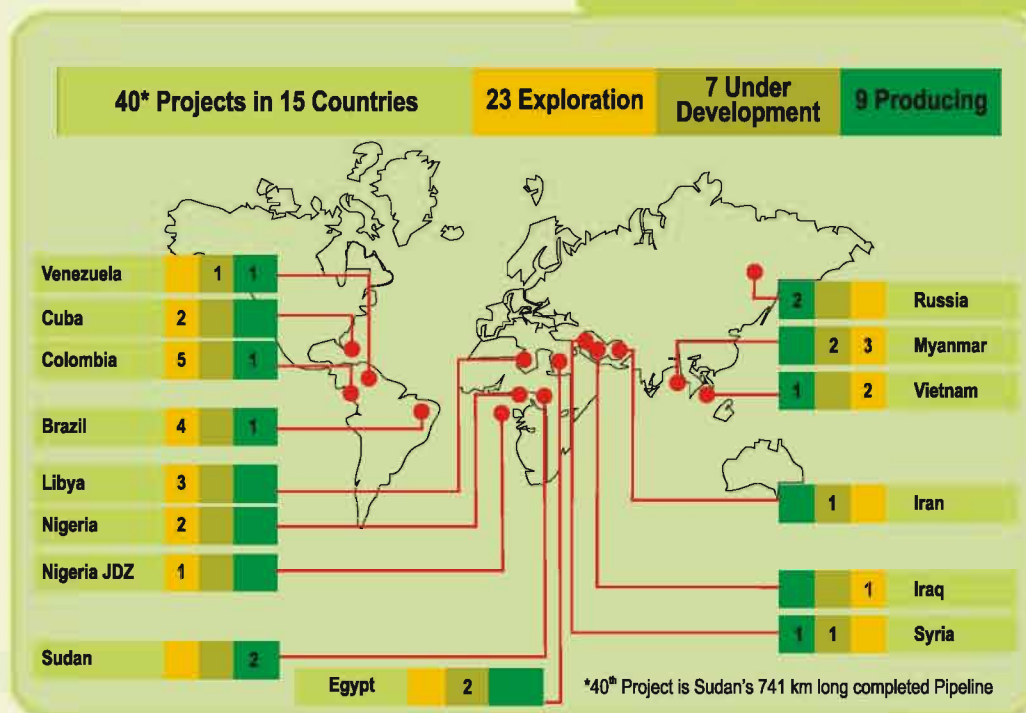 40* Projects in 15 Countries
23 Exploration
7 Under
Development
9 Producing
Venezuela 1 1
Cuba 2
Colombia 5 1
Brazil 4 1
Libya 3
Nigeria 2
Nigeria JDZ 1
Sudan 2
Egypt 2
2 Russia
2 3 Myanmar
1 2 Vietnam
1 Iran
1 Iraq
1 1 Syria
*40th Project is Sudan's 741 km long completed Pipeline